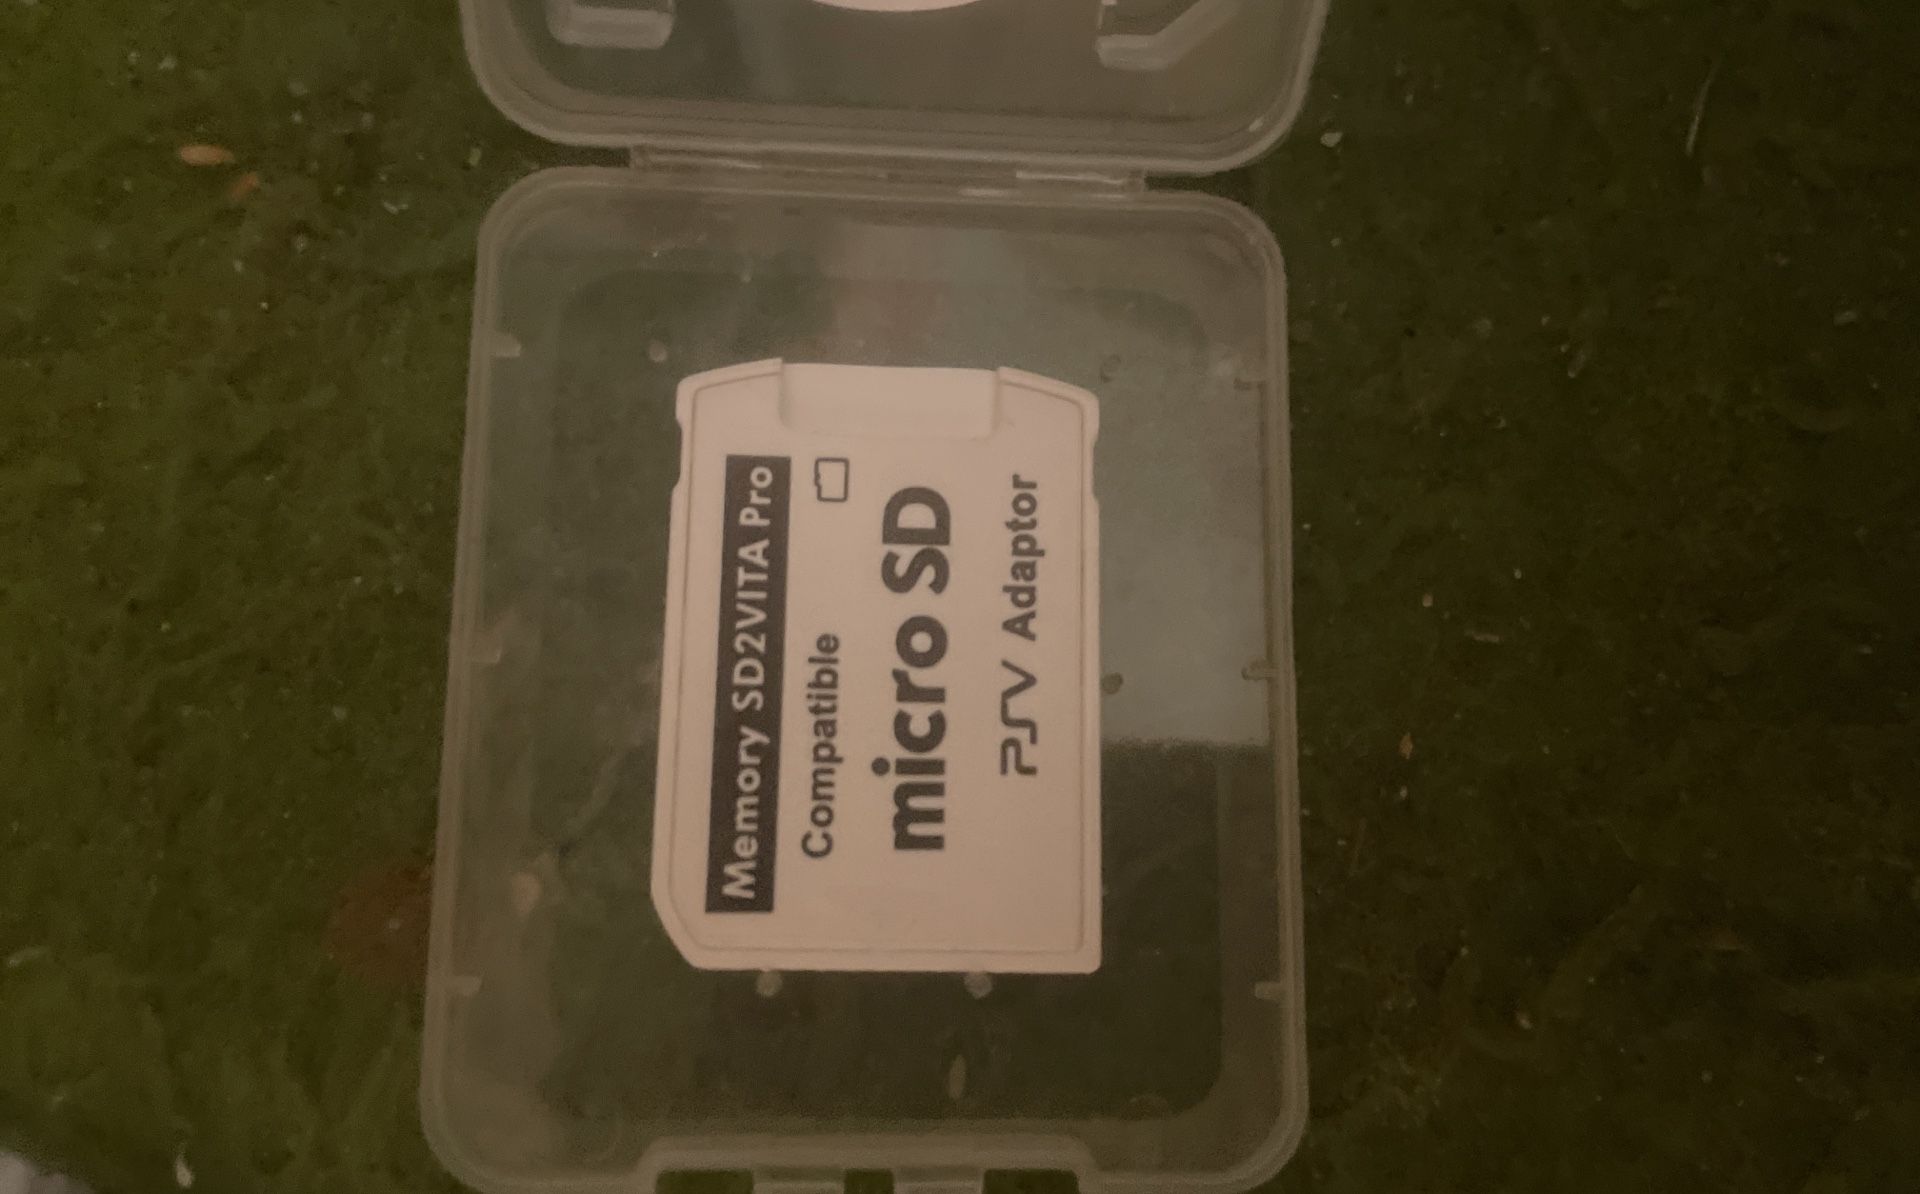 Memory SD2VITA Pro
Compatible
micro SD
PSV Adaptor